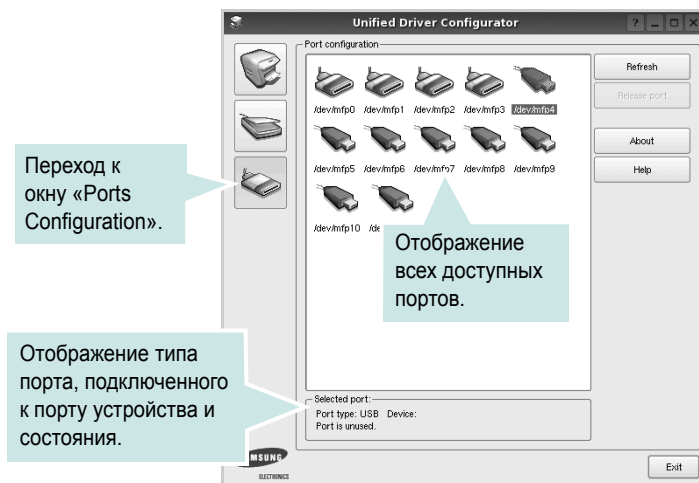 Unified Driver Configurator
Port configuration
/dev/mfp0 /dev/mfp1 /dev/mfp2 /dev/mfp3 /dev/mfp4
/dev/mfp5 /dev/mfp6 /dev/mfp7 /dev/mfp8 /dev/mfp9
/dev/mfp10
Refresh
Release port
About
Help
Переход к
окну «Ports
Configuration».
Отображение
всех доступных
портов.
Отображение типа
порта, подключенного
к порту устройства и
состояния.
Selected port:
Port type: USB Device:
Port is unused.
ELECTRONICS
Exit